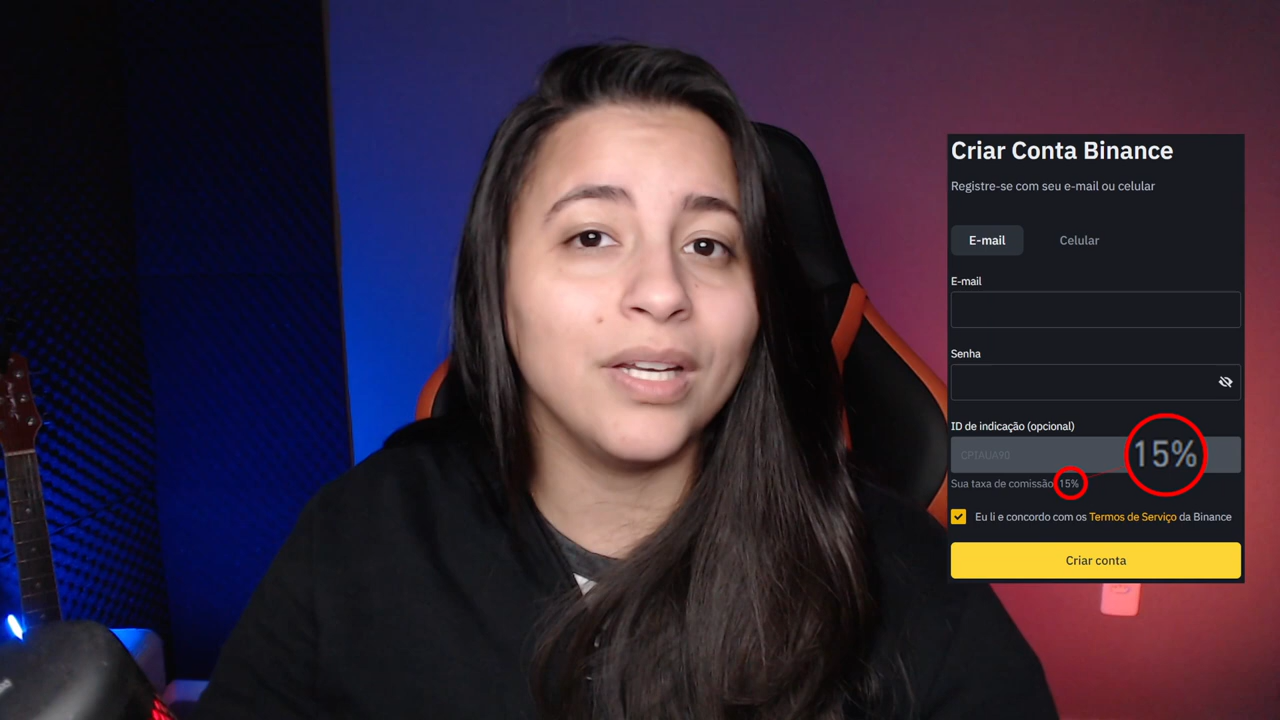 Criar Conta Binance
Registre-se com seu e-mail ou celular
E-mail Celular
E-mail
Senha
ID de indicação (opcional)
CPTAUA90
15%
Sua taxa de comissão 15%
Eu li e concordo com os Termos de Serviço da Binance
Criar conta